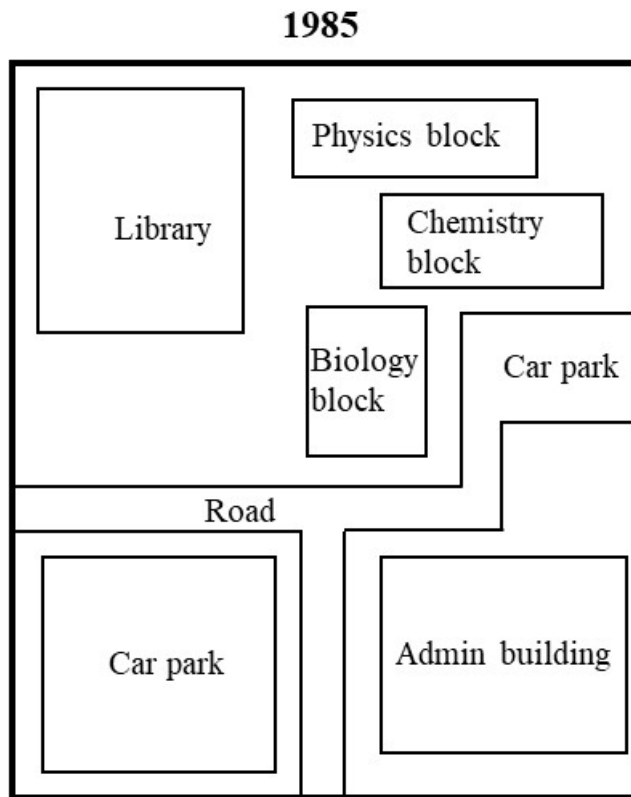 1985
Physics block
Library
Chemistry
block
Biology
block
Car park
Road
Car park
Admin building